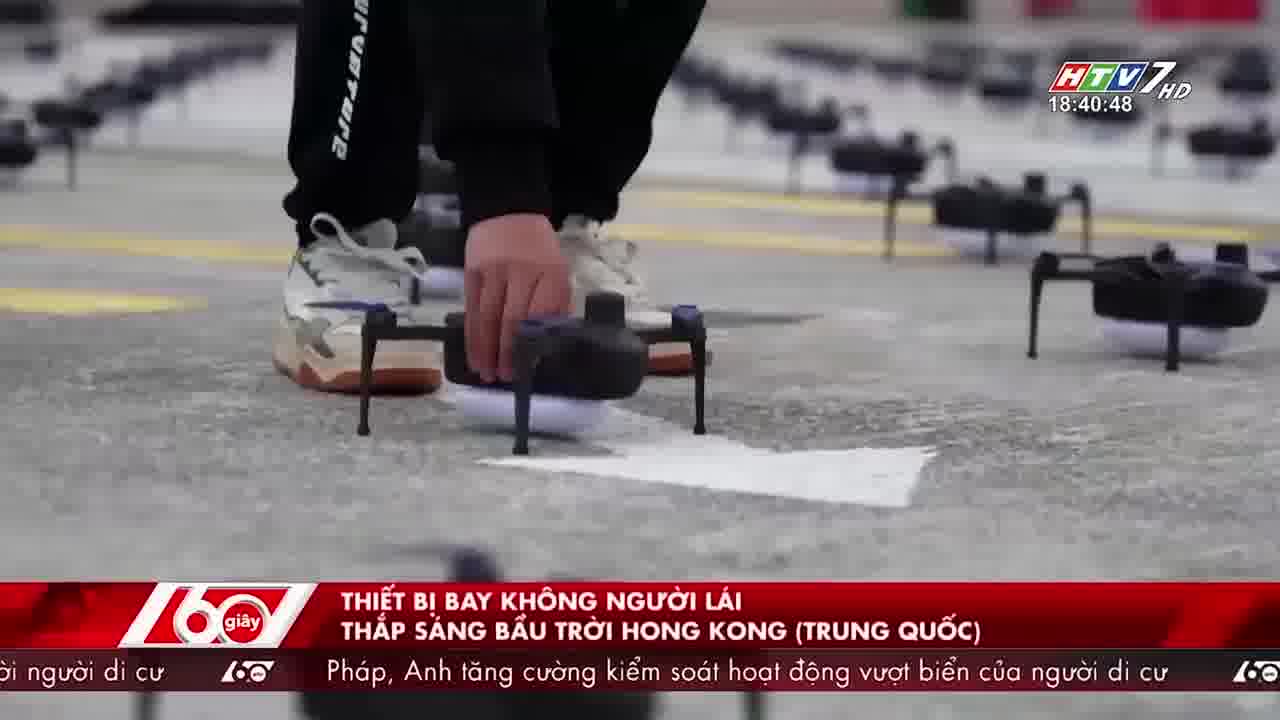 HTV7 HD
18:40:48
60 giây
THIẾT BỊ BAY KHÔNG NGƯỜI LÁI
THẮP SÁNG BẦU TRỜI HONG KONG (TRUNG QUỐC)
người di cư 60 giây Pháp, Anh tăng cường kiểm soát hoạt động vượt biển của người di cư